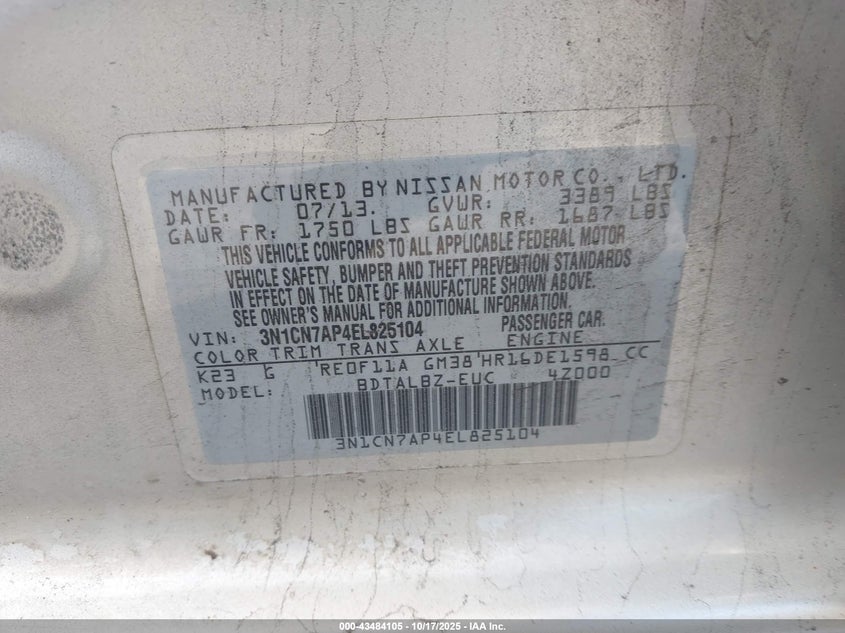 MANUFACTURED BY NISSAN MOTOR CO., LTD.
DATE: 07/13. GVWR: 3389 LBS
GAWR FR: 1750 LBS GAWR RR: 1687 LBS
THIS VEHICLE CONFORMS TO ALL APPLICABLE FEDERAL MOTOR
VEHICLE SAFETY, BUMPER AND THEFT PREVENTION STANDARDS
IN EFFECT ON THE DATE OF MANUFACTURE SHOWN ABOVE.
SEE OWNER'S MANUAL FOR ADDITIONAL INFORMATION.
VIN: 3N1CN7AP4EL825104 PASSENGER CAR.
COLOR TRIM TRANS AXLE ENGINE
K23 G RE0F11A GM38 HR16DE1598 CC
MODEL: BDTALBZ-EUC 4Z000
3N1CN7AP4EL825104
000-43484105 - 10/17/2025 - IAA Inc.